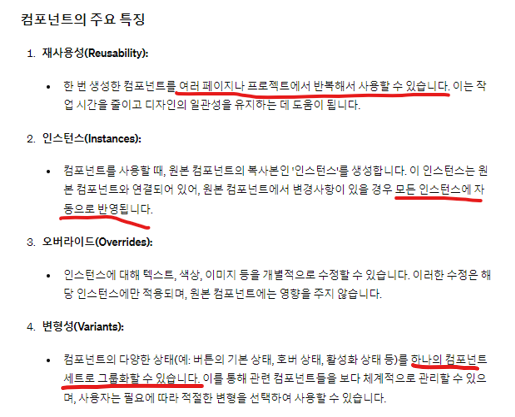 컴포넌트의 주요 특징
1. 재사용성(Reusability):
• 한 번 생성한 컴포넌트를 여러 페이지나 프로젝트에서 반복해서 사용할 수 있습니다. 이는 작
업 시간을 줄이고 디자인의 일관성을 유지하는 데 도움이 됩니다.
2. 인스턴스(Instances):
• 컴포넌트를 사용할 때, 원본 컴포넌트의 복사본인 '인스턴스'를 생성합니다. 이 인스턴스는 원
본 컴포넌트와 연결되어 있어, 원본 컴포넌트에서 변경사항이 있을 경우 모든 인스턴스에 자
동으로 반영됩니다.
3. 오버라이드(Overrides):
• 인스턴스에 대해 텍스트, 색상, 이미지 등을 개별적으로 수정할 수 있습니다. 이러한 수정은 해
당 인스턴스에만 적용되며, 원본 컴포넌트에는 영향을 주지 않습니다.
4. 변형성(Variants):
• 컴포넌트의 다양한 상태(예: 버튼의 기본 상태, 호버 상태, 활성화 상태 등)를 하나의 컴포넌트
세트로 그룹화할 수 있습니다. 이를 통해 관련 컴포넌트들을 보다 체계적으로 관리할 수 있으
며, 사용자는 필요에 따라 적절한 변형을 선택하여 사용할 수 있습니다.